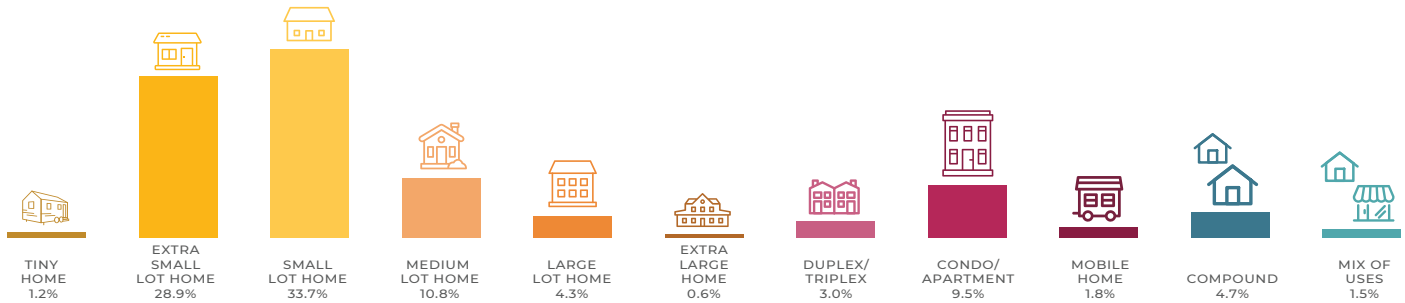 TINY
HOME
1.2%
EXTRA
SMALL
LOT HOME
28.9%
SMALL
LOT HOME
33.7%
MEDIUM
LOT HOME
10.8%
LARGE
LOT HOME
4.3%
EXTRA
LARGE
HOME
0.6%
DUPLEX/
TRIPLEX
3.0%
CONDO/
APARTMENT
9.5%
MOBILE
HOME
1.8%
COMPOUND
4.7%
MIX OF
USES
1.5%